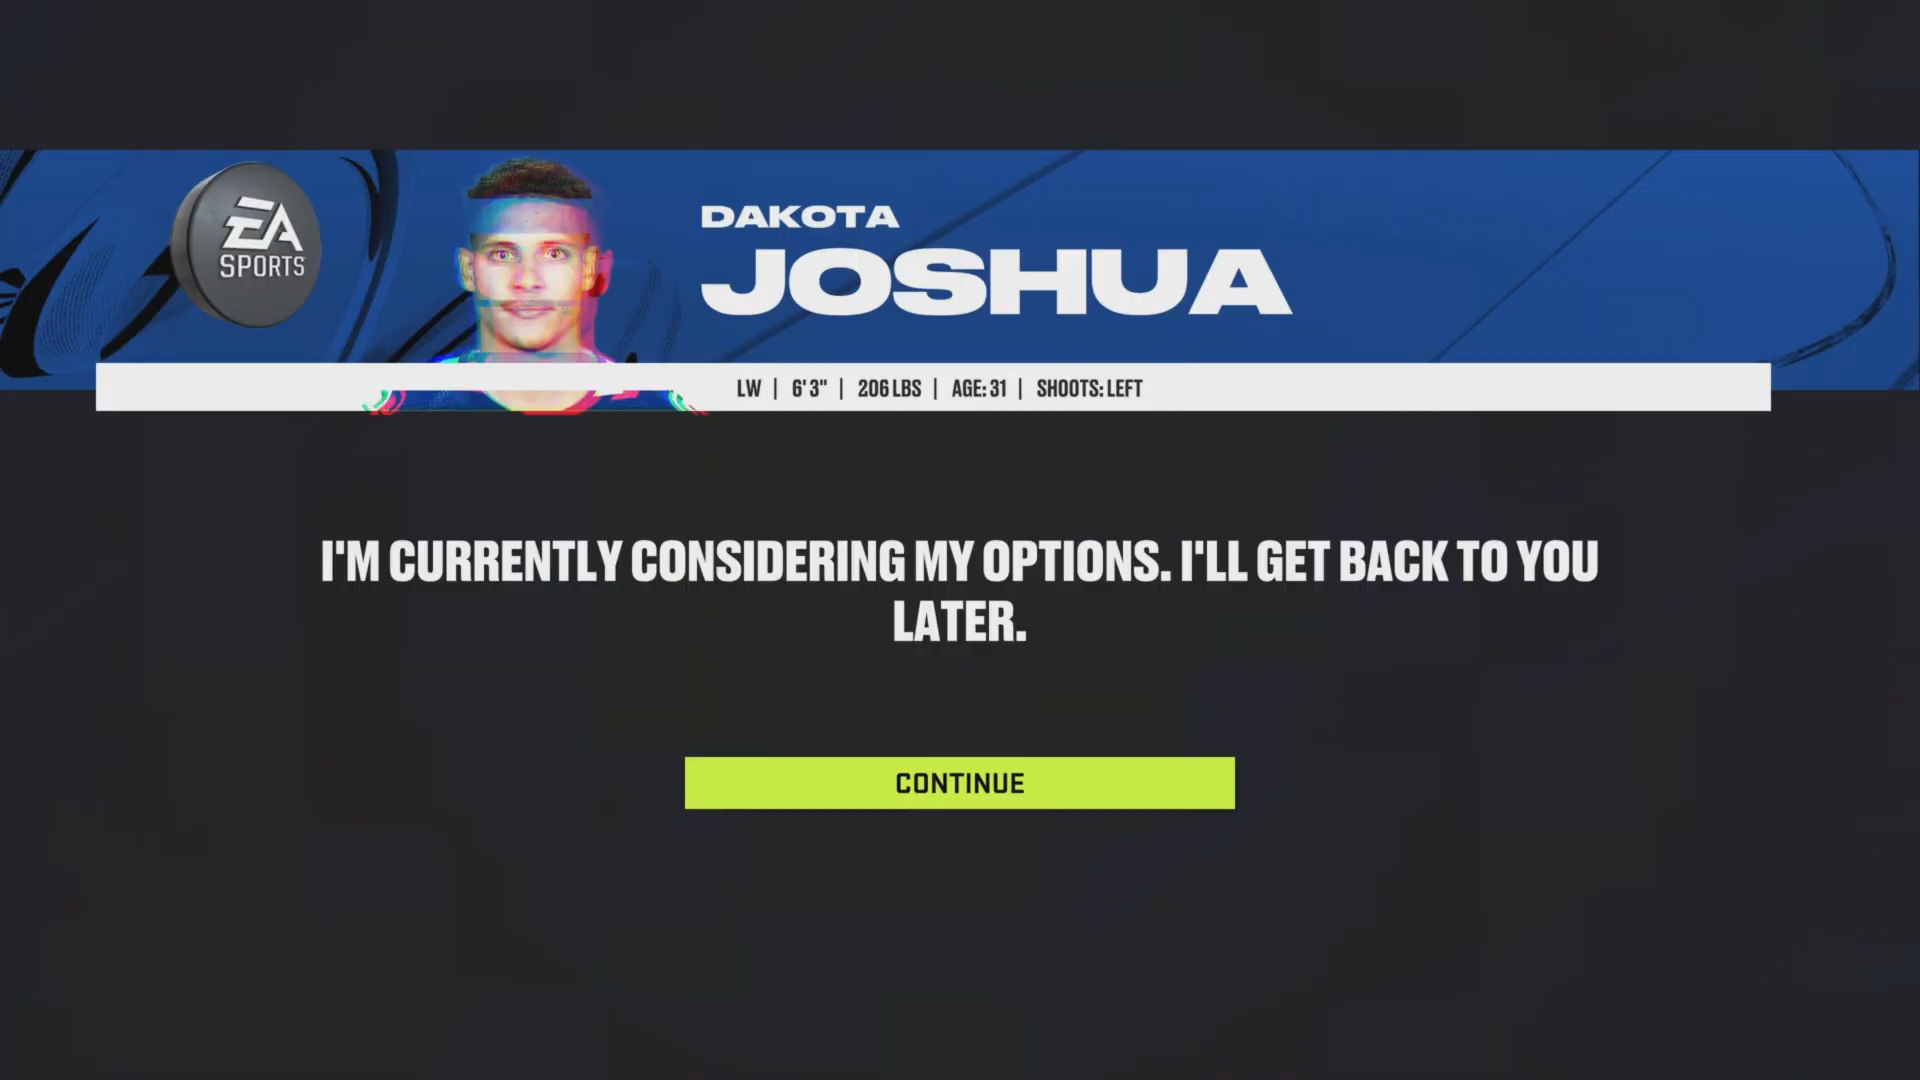 EA
SPORTS
DAKOTA
JOSHUA
LW | 6'3" | 206 LBS | AGE: 31 | SHOOTS: LEFT
I'M CURRENTLY CONSIDERING MY OPTIONS. I'LL GET BACK TO YOU
LATER.
CONTINUE